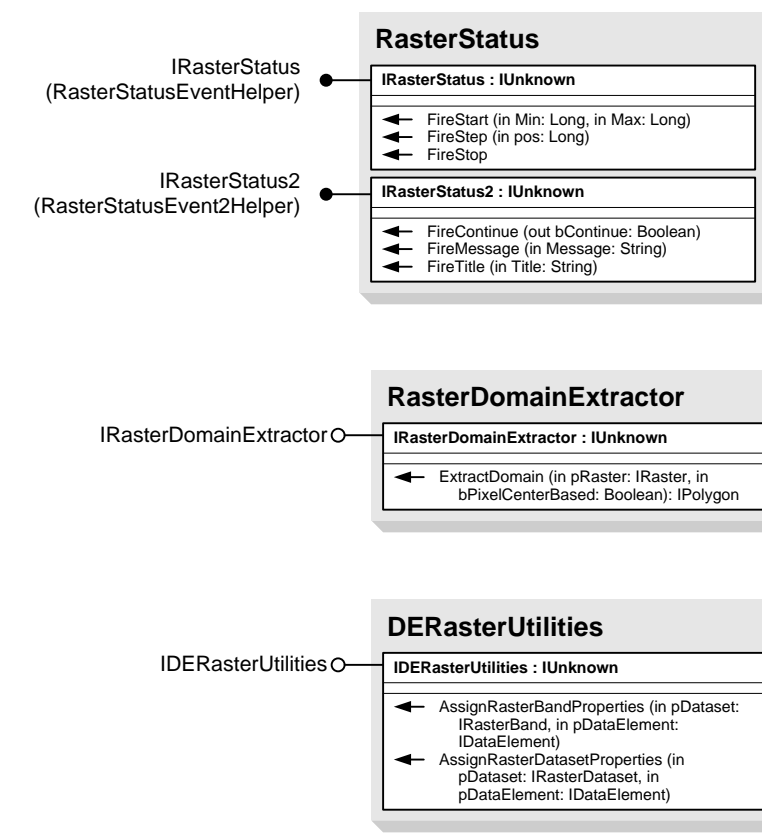 RasterStatus
IRasterStatus
(RasterStatusEventHelper)
IRasterStatus : IUnknown
FireStart (in Min: Long, in Max: Long)
FireStep (in pos: Long)
FireStop
IRasterStatus2
(RasterStatusEvent2Helper)
IRasterStatus2 : IUnknown
FireContinue (out bContinue: Boolean)
FireMessage (in Message: String)
FireTitle (in Title: String)
RasterDomainExtractor
IRasterDomainExtractor
IRasterDomainExtractor : IUnknown
ExtractDomain (in pRaster: IRaster, in
bPixelCenterBased: Boolean): IPolygon
DERasterUtilities
IDERasterUtilities
IDERasterUtilities : IUnknown
AssignRasterBandProperties (in pDataset:
IRasterBand, in pDataElement:
IDataElement)
AssignRasterDatasetProperties (in
pDataset: IRasterDataset, in
pDataElement: IDataElement)